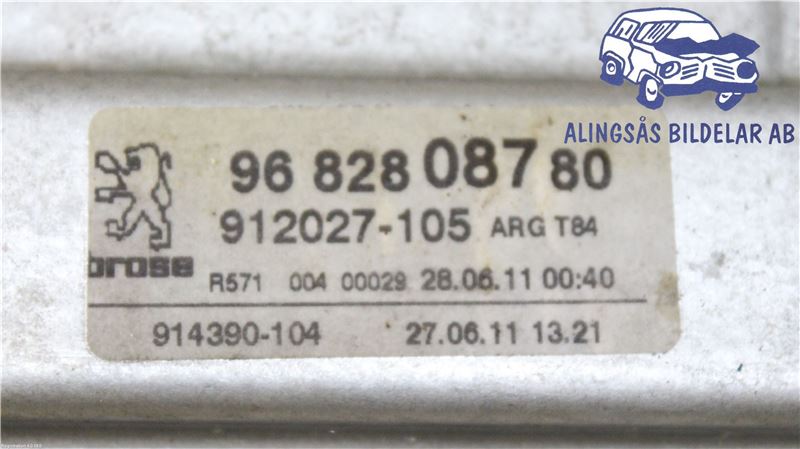 ALINGSÅS BILDELAR AB
96 828 087 80
912027-105 ARG T84
brose
R571 004 00029 28.06.11 00:40
914390-104 27.06.11 13.21